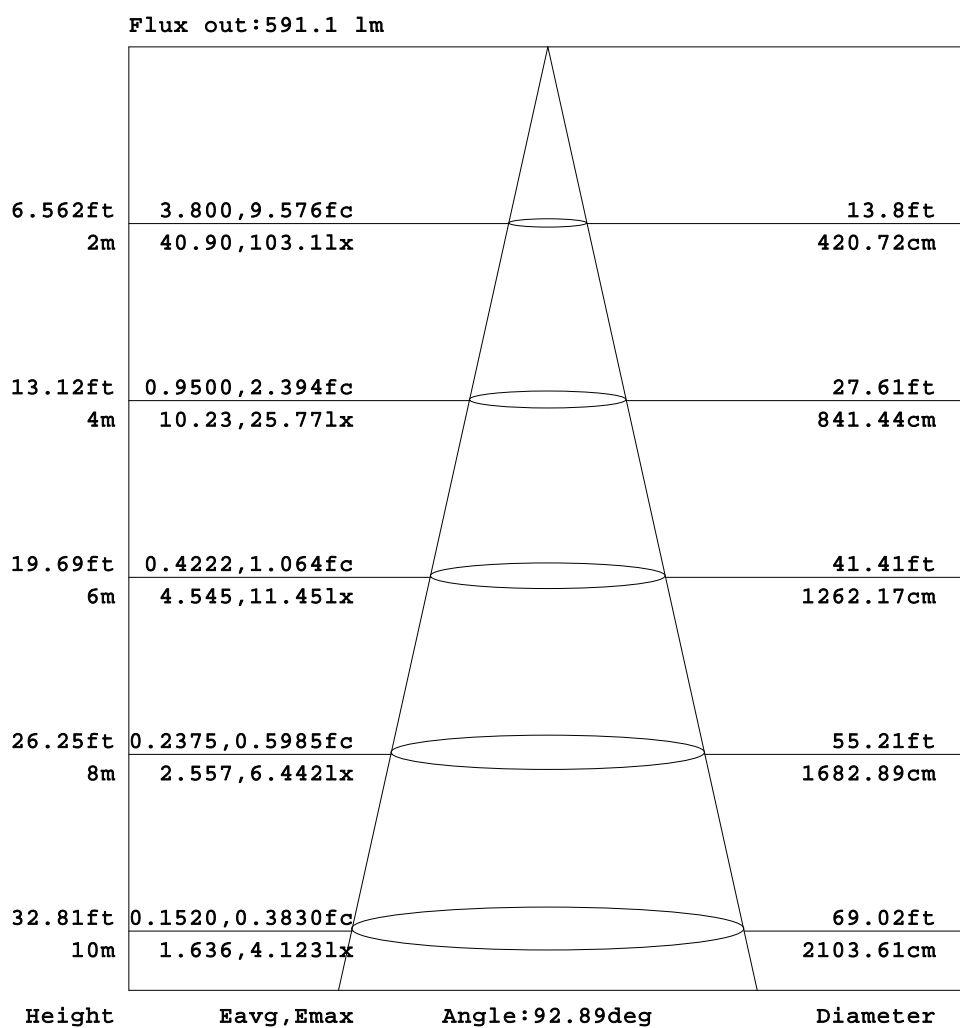 Flux out:591.1 lm
6.562ft 3.800,9.576fc 13.8ft
2m 40.90,103.1lx 420.72cm
13.12ft 0.9500,2.394fc 27.61ft
4m 10.23,25.77lx 841.44cm
19.69ft 0.4222,1.064fc 41.41ft
6m 4.545,11.45lx 1262.17cm
26.25ft 0.2375,0.5985fc 55.21ft
8m 2.557,6.442lx 1682.89cm
32.81ft 0.1520,0.3830fc 69.02ft
10m 1.636,4.123lx 2103.61cm
Height Eavg,Emax Angle:92.89deg Diameter